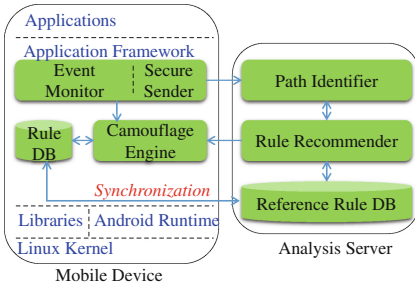 Applications
Application Framework
Event Monitor
Secure Sender
Path Identifier
Rule DB
Camouflage Engine
Rule Recommender
Synchronization
Reference Rule DB
Libraries
Android Runtime
Linux Kernel
Analysis Server
Mobile Device